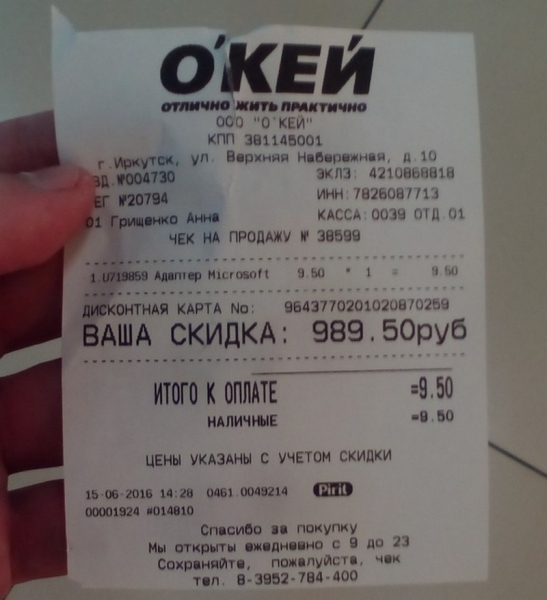 О'КЕЙ
ОТЛИЧНО ЖИТЬ ПРАКТИЧНО
ООО "О`КЕЙ"
КПП 381145001
г.Иркутск, ул. Верхняя Набережная, д.10
ЗД.№004730 ЭКЛЗ: 4210868818
ЕГ №20794 ИНН:7826087713
01 Грищенко Анна КАССА:0039 ОТД.01
ЧЕК НА ПРОДАЖУ № 38599
1.U719859 Адаптер Microsoft 9.50 * 1 = 9.50
ДИСКОНТНАЯ КАРТА No: 9643770201020870259
ВАША СКИДКА: 989.50руб
ИТОГО К ОПЛАТЕ =9.50
НАЛИЧНЫЕ =9.50
ЦЕНЫ УКАЗАНЫ С УЧЕТОМ СКИДКИ
15-06-2016 14:28 0461.0049214 Pirit
00001924 #014810
Спасибо за покупку
Мы открыты ежедневно с 9 до 23
Сохраняйте, пожалуйста, чек
тел. 8-3952-784-400